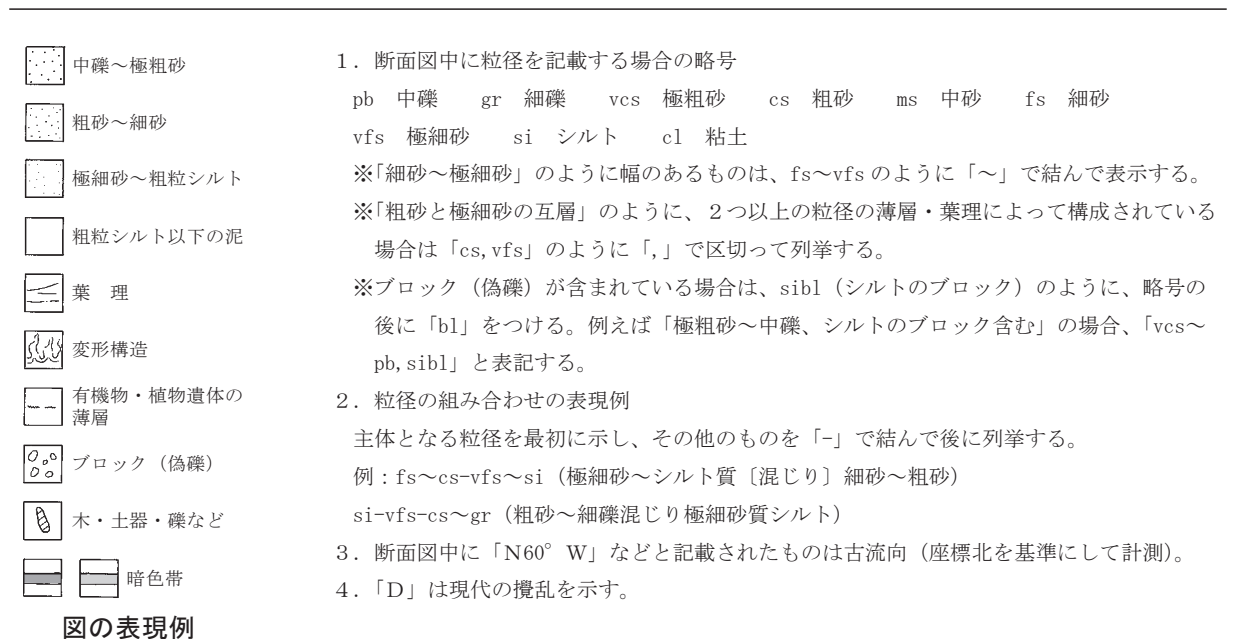 中礫～極粗砂
粗砂～細砂
極細砂～粗粒シルト
粗粒シルト以下の泥
葉　理
変形構造
有機物・植物遺体の
薄層
ブロック（偽礫）
木・土器・礫など
暗色帯
図の表現例
１．断面図中に粒径を記載する場合の略号
pb　中礫　　gr　細礫　　vcs　極粗砂　　cs　粗砂　　ms　中砂　　fs　細砂
vfs　極細砂　　si　シルト　　cl　粘土
※「細砂～極細砂」のように幅のあるものは、fs～vfsのように「～」で結んで表示する。
※「粗砂と極細砂の互層」のように、２つ以上の粒径の薄層・葉理によって構成されている
場合は「cs,vfs」のように「,」で区切って列挙する。
※ブロック（偽礫）が含まれている場合は、sibl（シルトのブロック）のように、略号の
後に「bl」をつける。例えば「極粗砂～中礫、シルトのブロック含む」の場合、「vcs～
pb,sibl」と表記する。
２．粒径の組み合わせの表現例
主体となる粒径を最初に示し、その他のものを「-」で結んで後に列挙する。
例：fs～cs-vfs～si（極細砂～シルト質〔混じり〕細砂～粗砂）
si-vfs-cs～gr（粗砂～細礫混じり極細砂質シルト）
３．断面図中に「N60°W」などと記載されたものは古流向（座標北を基準にして計測）。
４．「D」は現代の攪乱を示す。